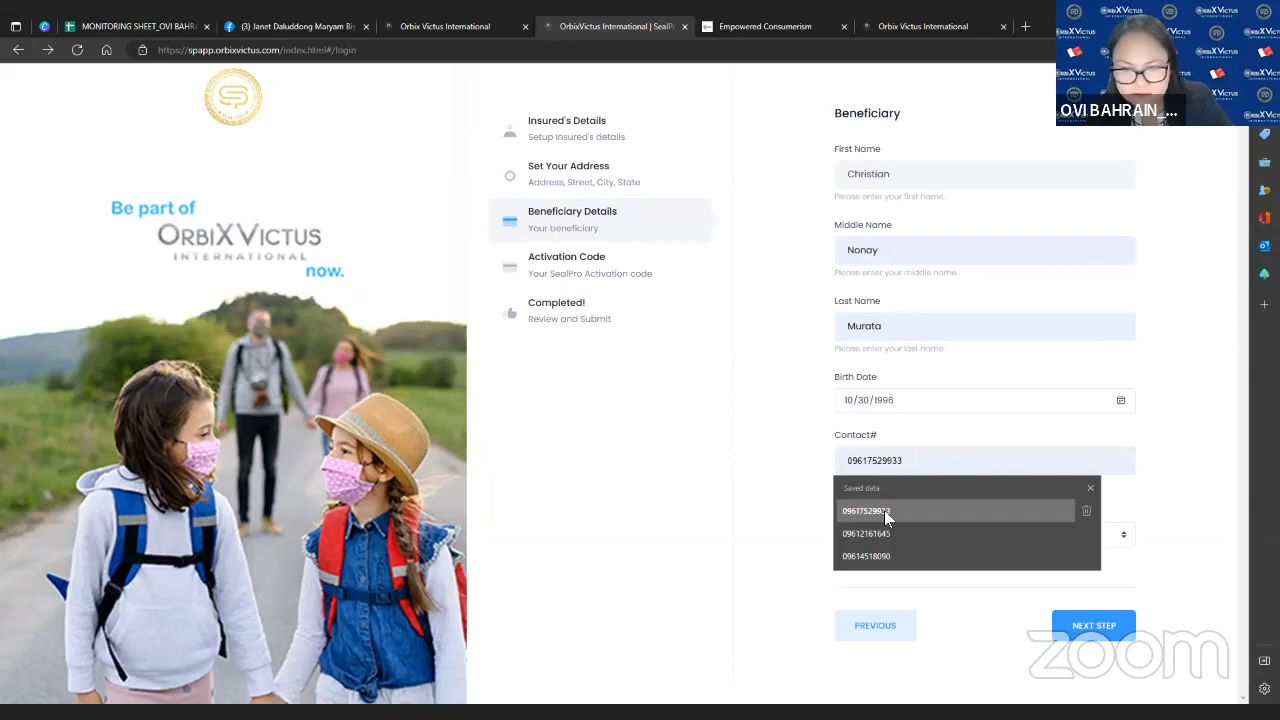 MONITORING SHEET_OVI BAHRA
(3) Janet Daluddong Maryam Bi
Orbix Victus International
OrbixVictus International | SealPr
Empowered Consumerism
Orbix Victus International
https://spapp.orbixvictus.com/index.html#/login
OVI BAHRAIN_...
Be part of
ORBIXVICTUS
INTERNATIONAL
now.
Insured's Details
Setup Insured's details
Set Your Address
Address, Street, City, State
Beneficiary Details
Your beneficiary
Activation Code
Your SealPro Activation code
Completed!
Review and Submit
Beneficiary
First Name
Christian
Please enter your first name.
Middle Name
Nonay
Please enter your middle name.
Last Name
Murata
Please enter your last name.
Birth Date
10/30/1996
Contact#
09617529933
Saved data
09617529933
09612161645
09614518090
PREVIOUS
NEXT STEP
zoom